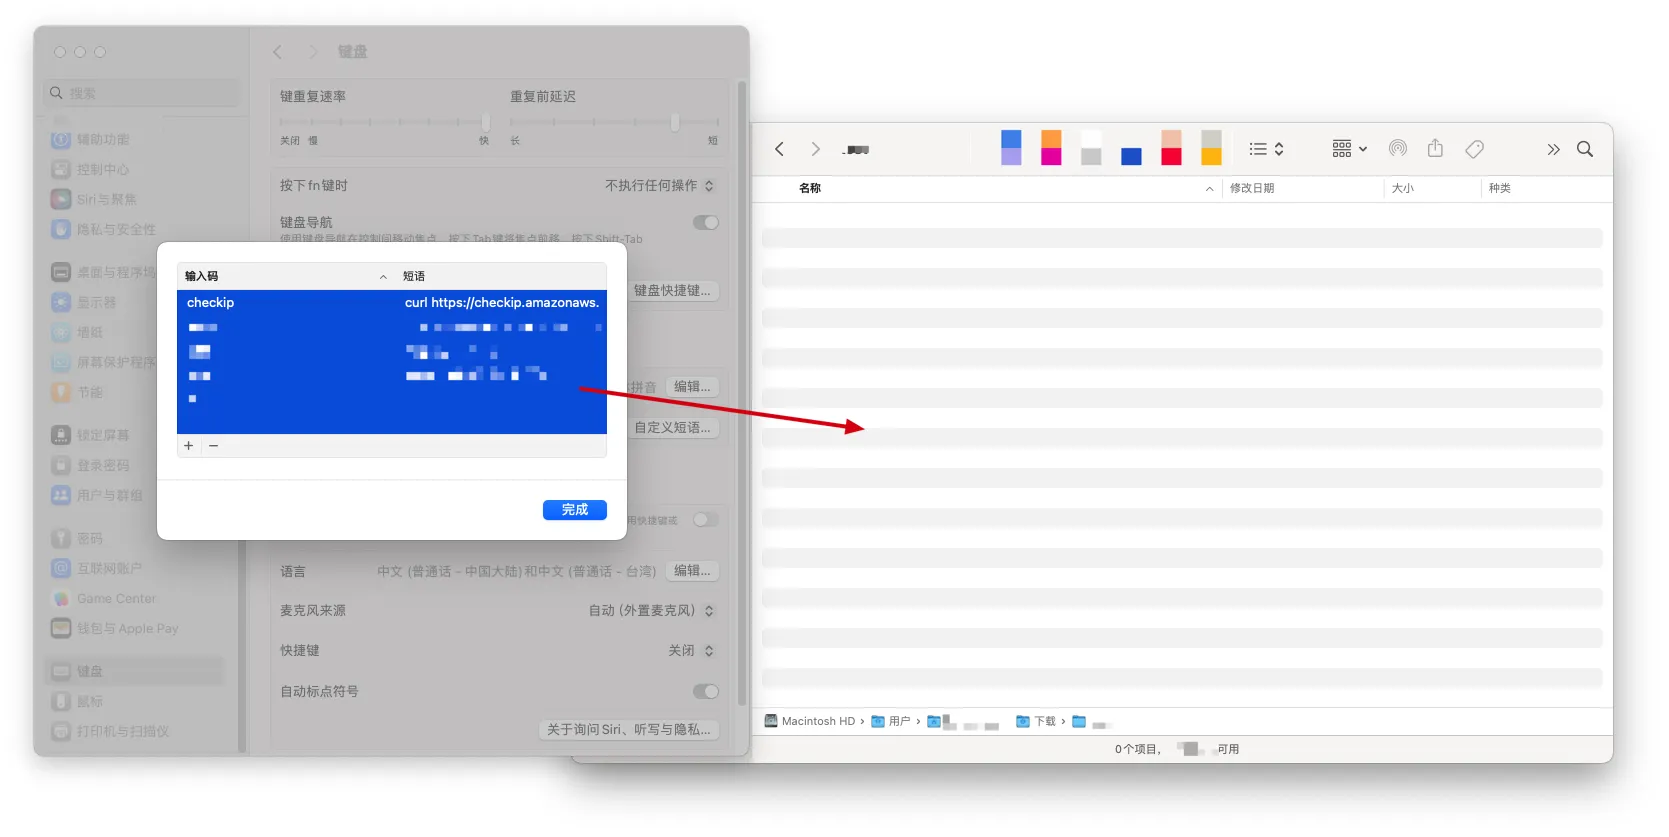 键盘
搜索
辅助功能
控制中心
Siri与聚焦
隐私与安全性
桌面与程序坞
显示器
墙纸
屏幕保护程序
节能
锁定屏幕
登录密码
用户与群组
密码
互联网账户
Game Center
钱包与 Apple Pay
键盘
鼠标
打印机与扫描仪
键重复速率
重复前延迟
关闭 慢 快 长 短
按下fn键时 不执行任何操作
键盘导航
使用键盘导航在控制间移动焦点。按下Tab键将焦点前移，按下Shift-Tab
键盘快捷键...
拼音 编辑...
自定义短语...
用快捷键或
语言 中文 (普通话 – 中国大陆) 和中文 (普通话 – 台湾) 编辑...
麦克风来源 自动 (外置麦克风)
快捷键 关闭
自动标点符号
关于询问 Siri、听写与隐私...
输入码 短语
checkip curl https://checkip.amazonaws.
+ −
完成
名称 修改日期 大小 种类
Macintosh HD › 用户 › 下载 ›
0个项目， 可用